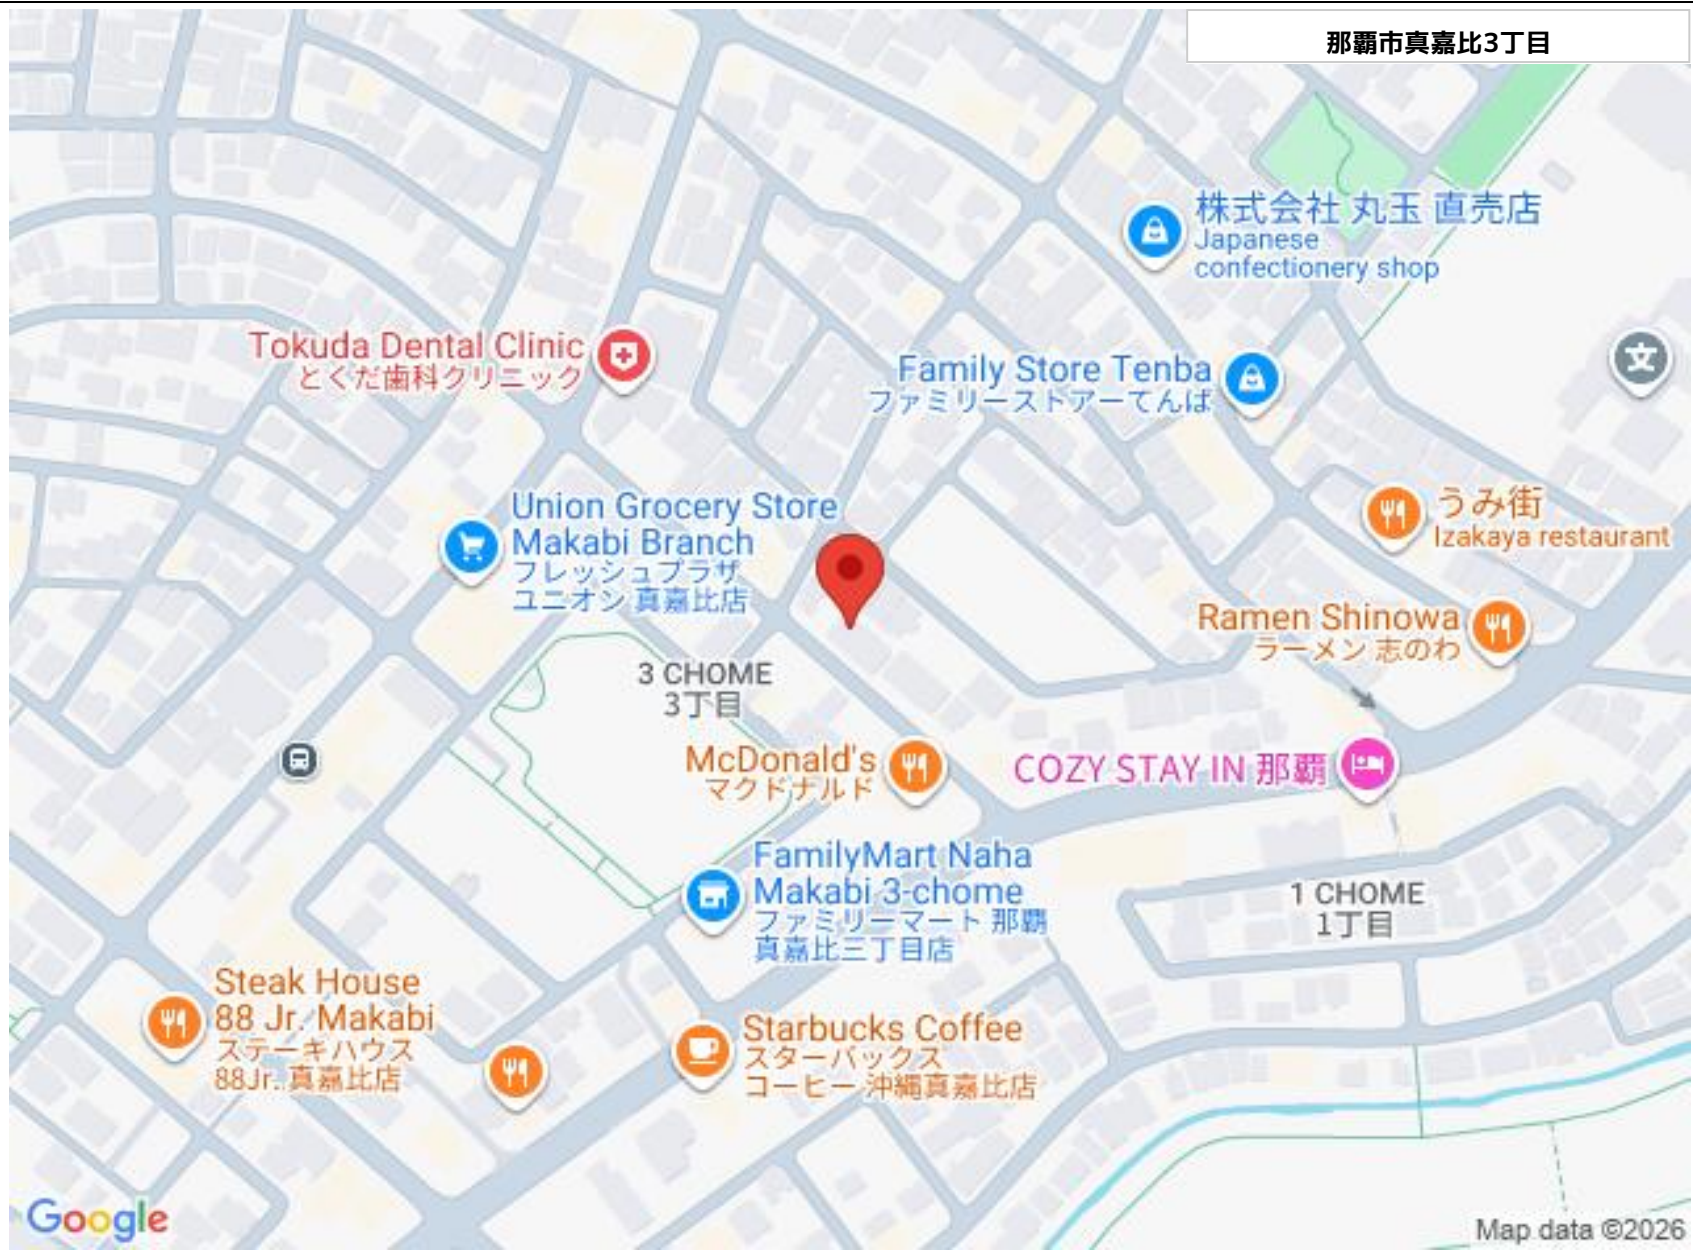 那覇市真嘉比3丁目
株式会社 丸玉 直売店
Japanese
confectionery shop
Tokuda Dental Clinic
とくだ歯科クリニック
Family Store Tenba
ファミリーストアーてんば
Union Grocery Store
Makabi Branch
フレッシュプラザ
ユニオン 真嘉比店
うみ街
Izakaya restaurant
Ramen Shinowa
ラーメン 志のわ
3 CHOME
3丁目
McDonald's
マクドナルド
COZY STAY IN 那覇
FamilyMart Naha
Makabi 3-chome
ファミリーマート 那覇
真嘉比三丁目店
1 CHOME
1丁目
Steak House
88 Jr. Makabi
ステーキハウス
88Jr. 真嘉比店
Starbucks Coffee
スターバックス
コーヒー 沖縄真嘉比店
文
Google
Map data ©2026